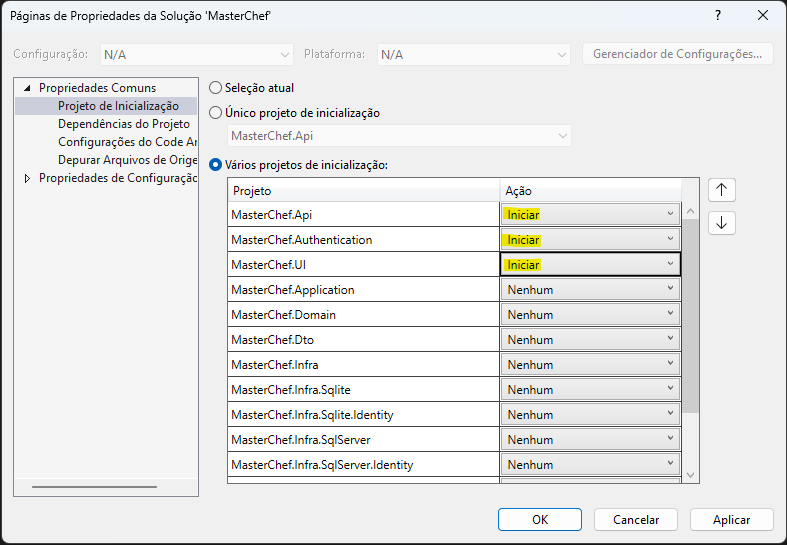 Páginas de Propriedades da Solução 'MasterChef'
Configuração: N/A Plataforma: N/A Gerenciador de Configurações...
Propriedades Comuns
Projeto de Inicialização
Dependências do Projeto
Configurações do Code An
Depurar Arquivos de Orige
Propriedades de Configuração
Seleção atual
Único projeto de inicialização
MasterChef.Api
Vários projetos de inicialização:
Projeto Ação
MasterChef.Api Iniciar
MasterChef.Authentication Iniciar
MasterChef.UI Iniciar
MasterChef.Application Nenhum
MasterChef.Domain Nenhum
MasterChef.Dto Nenhum
MasterChef.Infra Nenhum
MasterChef.Infra.Sqlite Nenhum
MasterChef.Infra.Sqlite.Identity Nenhum
MasterChef.Infra.SqlServer Nenhum
MasterChef.Infra.SqlServer.Identity Nenhum
OK Cancelar Aplicar